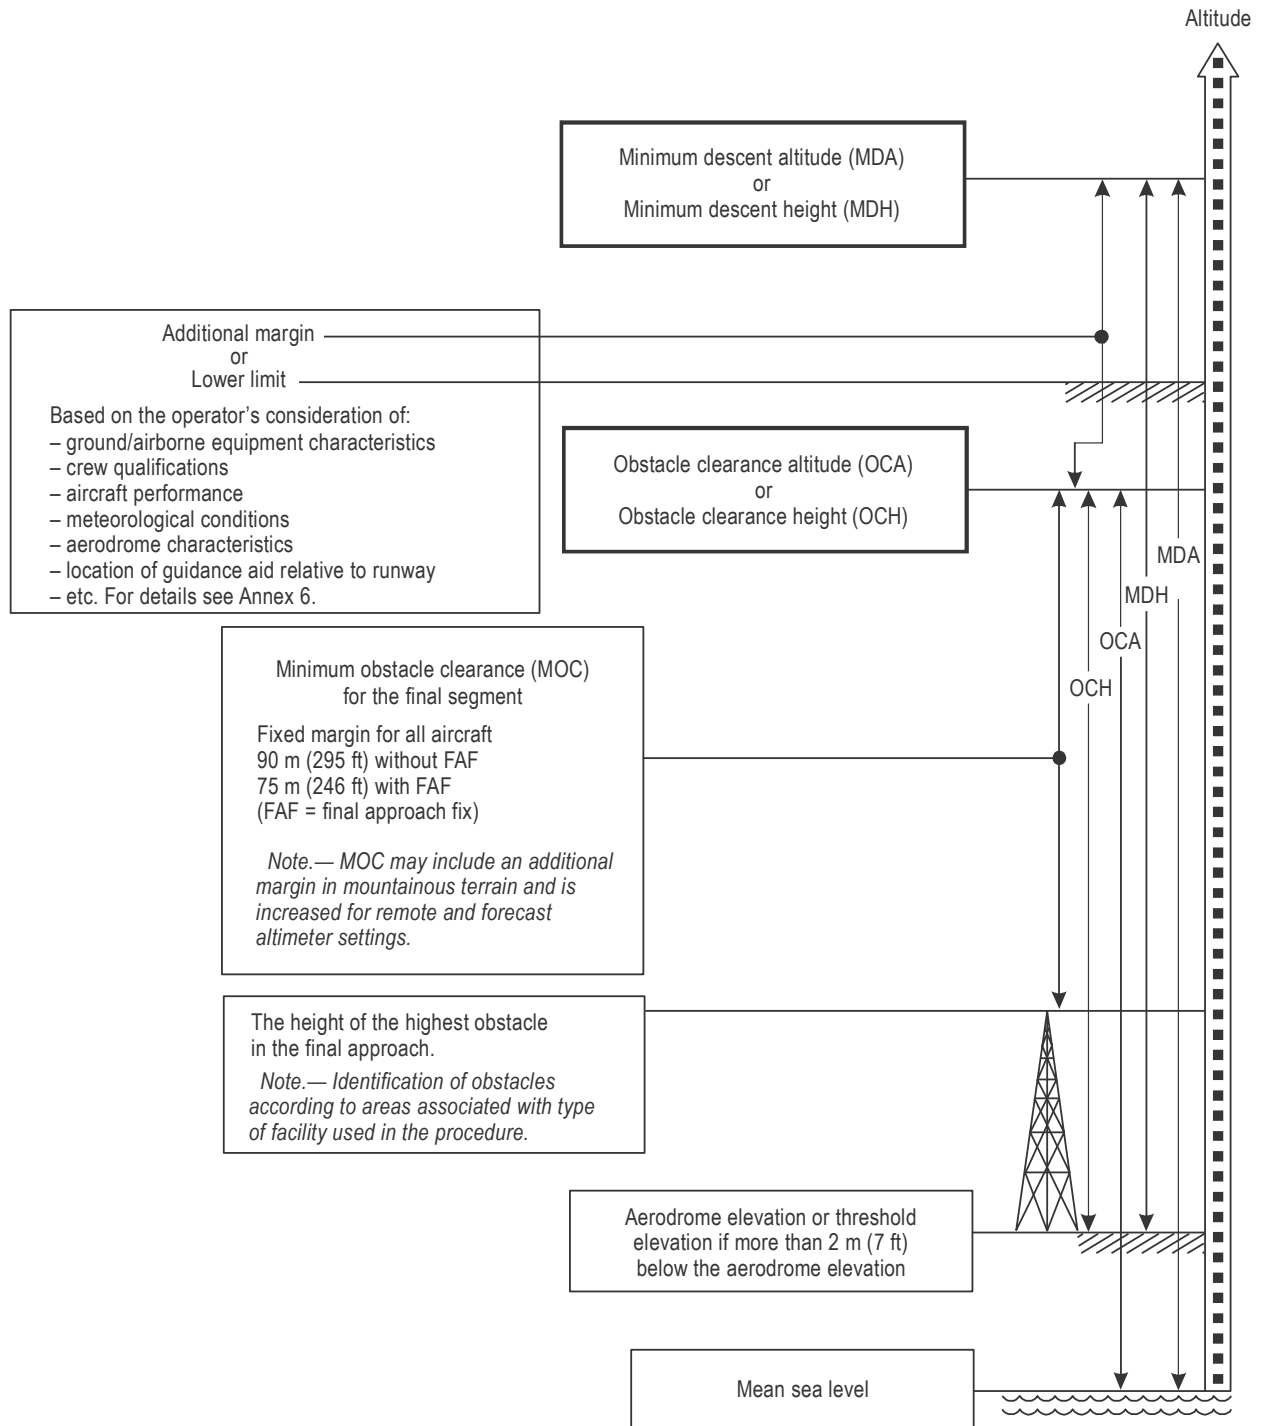 Altitude
Minimum descent altitude (MDA)
or
Minimum descent height (MDH)
Additional margin
or
Lower limit
Based on the operator’s consideration of:
– ground/airborne equipment characteristics
– crew qualifications
– aircraft performance
– meteorological conditions
– aerodrome characteristics
– location of guidance aid relative to runway
– etc. For details see Annex 6.
Obstacle clearance altitude (OCA)
or
Obstacle clearance height (OCH)
MDA
MDH
OCA
OCH
Minimum obstacle clearance (MOC)
for the final segment
Fixed margin for all aircraft
90 m (295 ft) without FAF
75 m (246 ft) with FAF
(FAF = final approach fix)
Note.— MOC may include an additional
margin in mountainous terrain and is
increased for remote and forecast
altimeter settings.
The height of the highest obstacle
in the final approach.
Note.— Identification of obstacles
according to areas associated with type
of facility used in the procedure.
Aerodrome elevation or threshold
elevation if more than 2 m (7 ft)
below the aerodrome elevation
Mean sea level